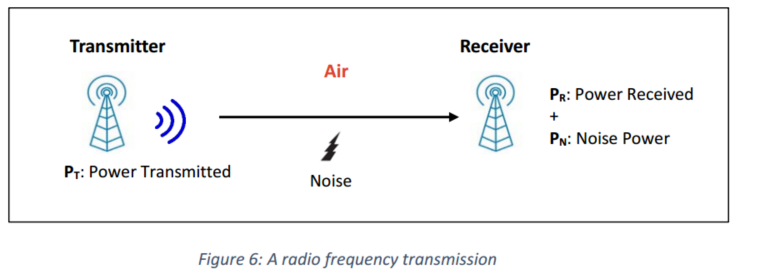 Transmitter
Receiver
Air
P_R: Power Received
+
P_N: Noise Power
P_T: Power Transmitted
Noise
Figure 6: A radio frequency transmission